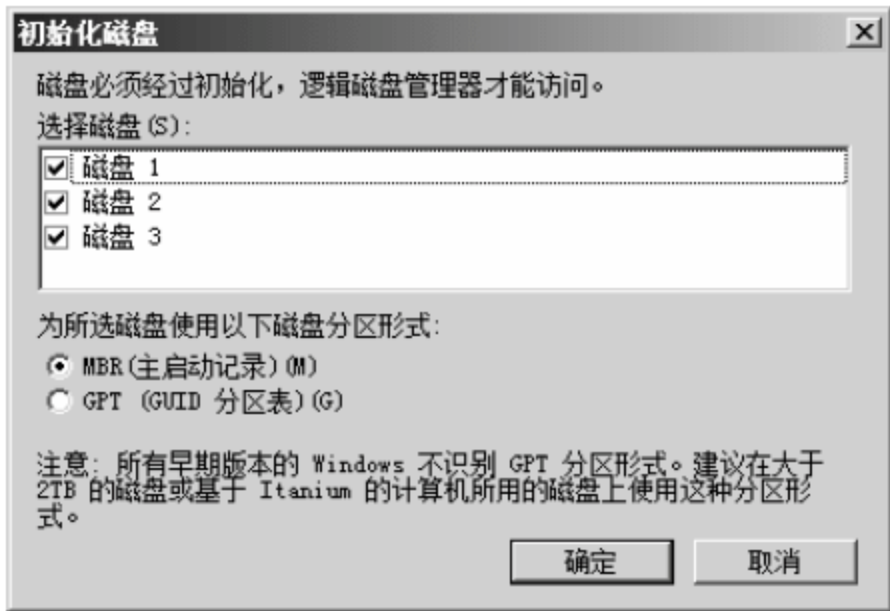 初始化磁盘
磁盘必须经过初始化，逻辑磁盘管理器才能访问。
选择磁盘(S):
磁盘 1
磁盘 2
磁盘 3
为所选磁盘使用以下磁盘分区形式:
MBR(主启动记录)(M)
GPT (GUID 分区表)(G)
注意: 所有早期版本的 Windows 不识别 GPT 分区形式。建议在大于
2TB 的磁盘或基于 Itanium 的计算机所用的磁盘上使用这种分区形
式。
确定
取消